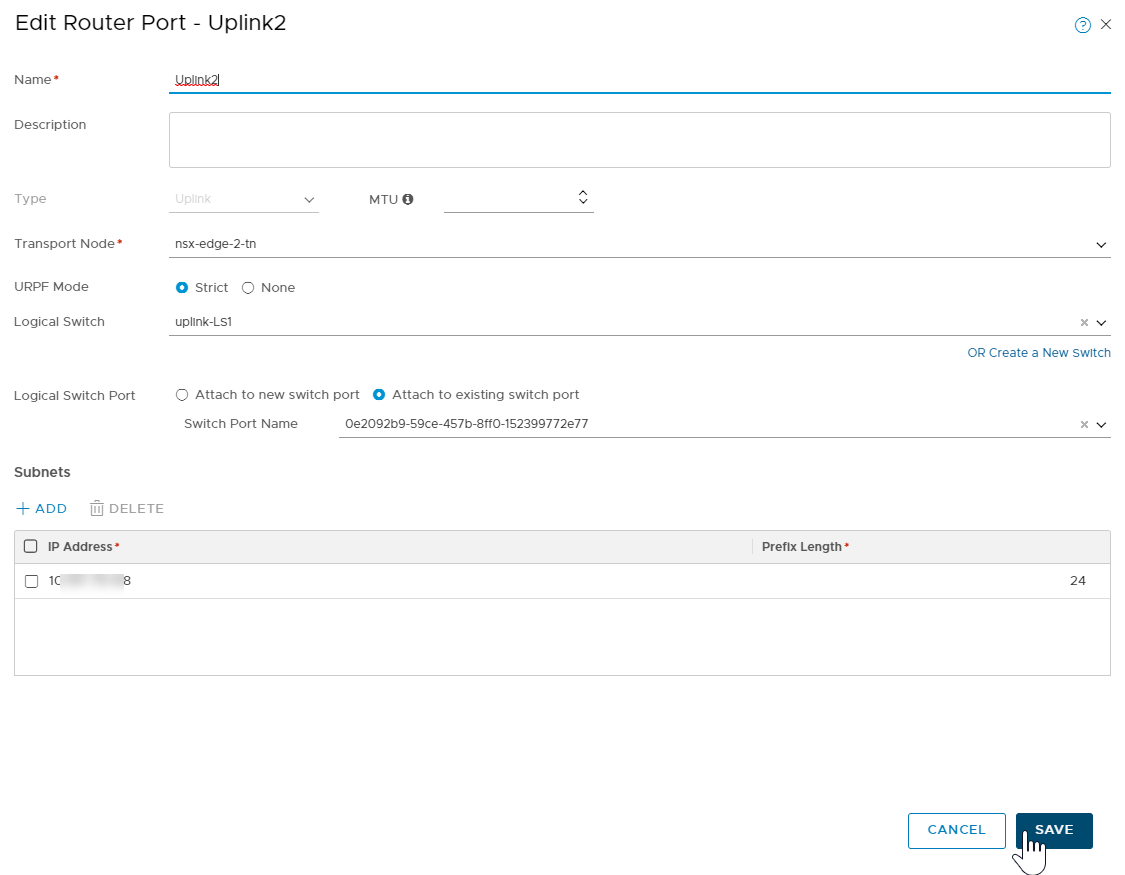 Edit Router Port - Uplink2
Name*
Uplink2
Description
Type
Uplink
MTU
Transport Node*
nsx-edge-2-tn
URPF Mode
Strict
None
Logical Switch
uplink-LS1
OR Create a New Switch
Logical Switch Port
Attach to new switch port
Attach to existing switch port
Switch Port Name
0e2092b9-59ce-457b-8ff0-152399772e77
Subnets
+ ADD
DELETE
IP Address*
Prefix Length*
24
CANCEL
SAVE